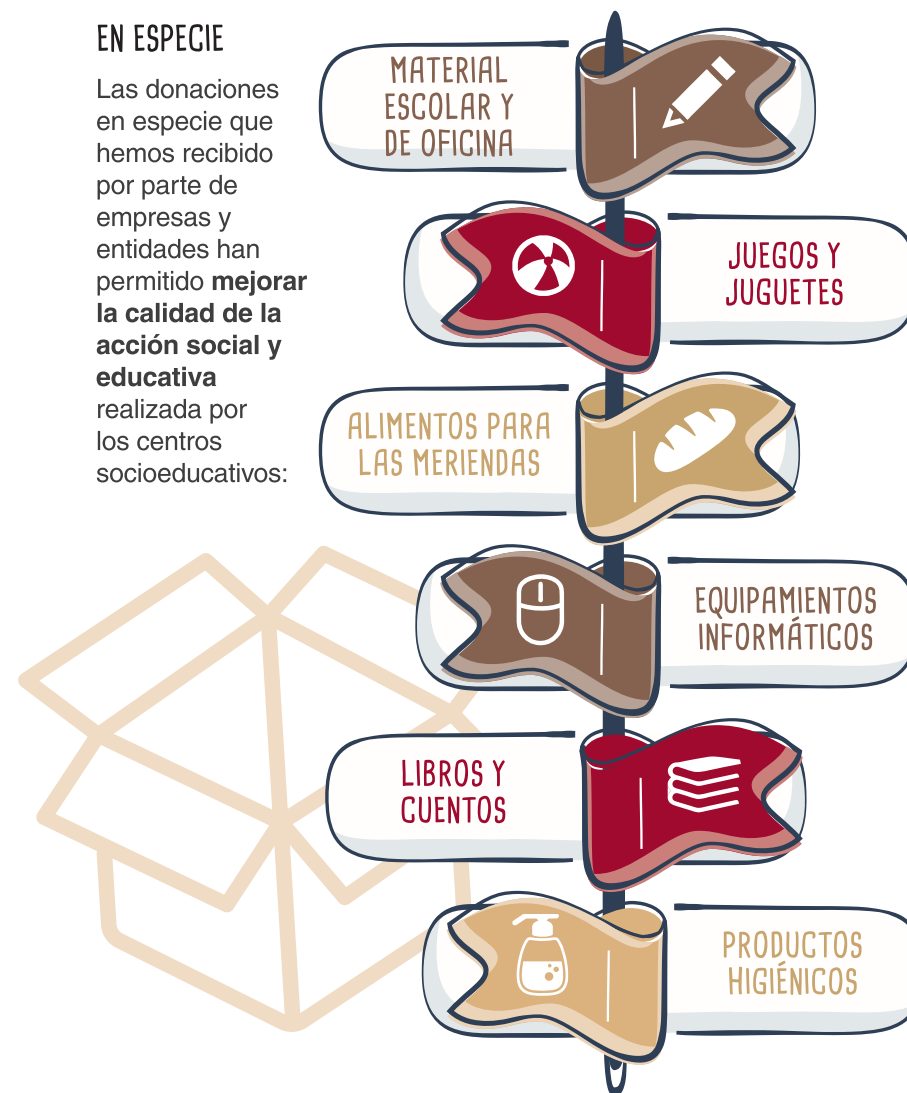 EN ESPECIE
Las donaciones
en especie que
hemos recibido
por parte de
empresas y
entidades han
permitido mejorar
la calidad de la
acción social y
educativa
realizada por
los centros
socioeducativos:
MATERIAL
ESCOLAR Y
DE OFICINA
JUEGOS Y
JUGUETES
ALIMENTOS PARA
LAS MERIENDAS
EQUIPAMIENTOS
INFORMÁTICOS
LIBROS Y
CUENTOS
PRODUCTOS
HIGIÉNICOS